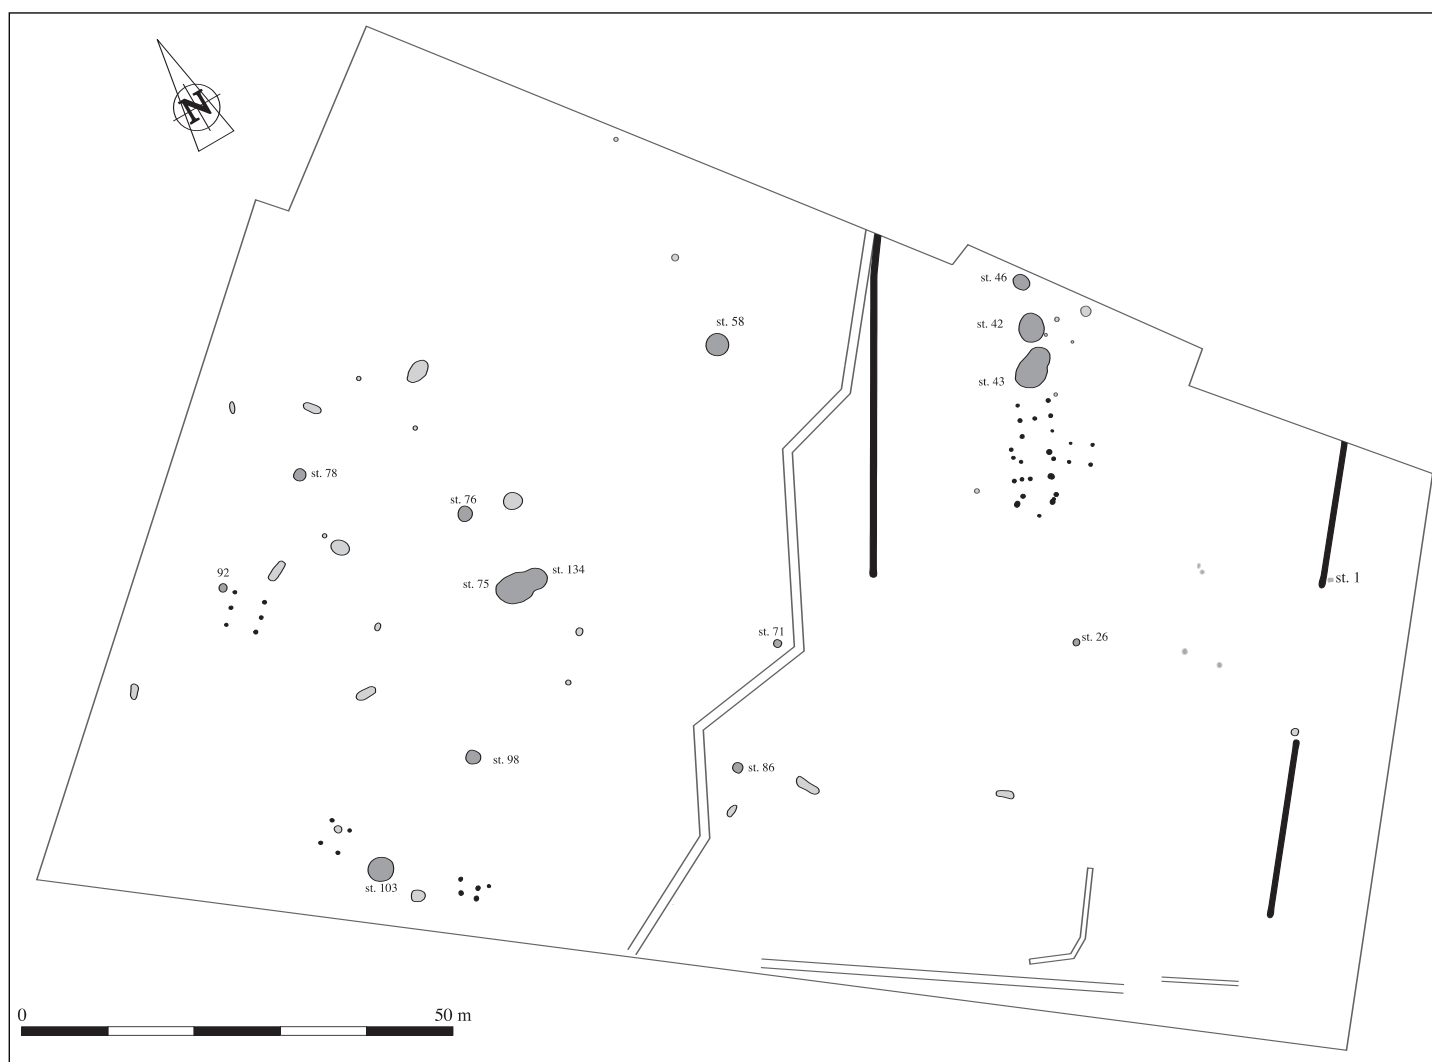 N
st. 46
st. 58
st. 42
st. 43
st. 78
st. 76
92
st. 75
st. 134
st. 1
st. 71
st. 26
st. 98
st. 86
st. 103
0
50 m